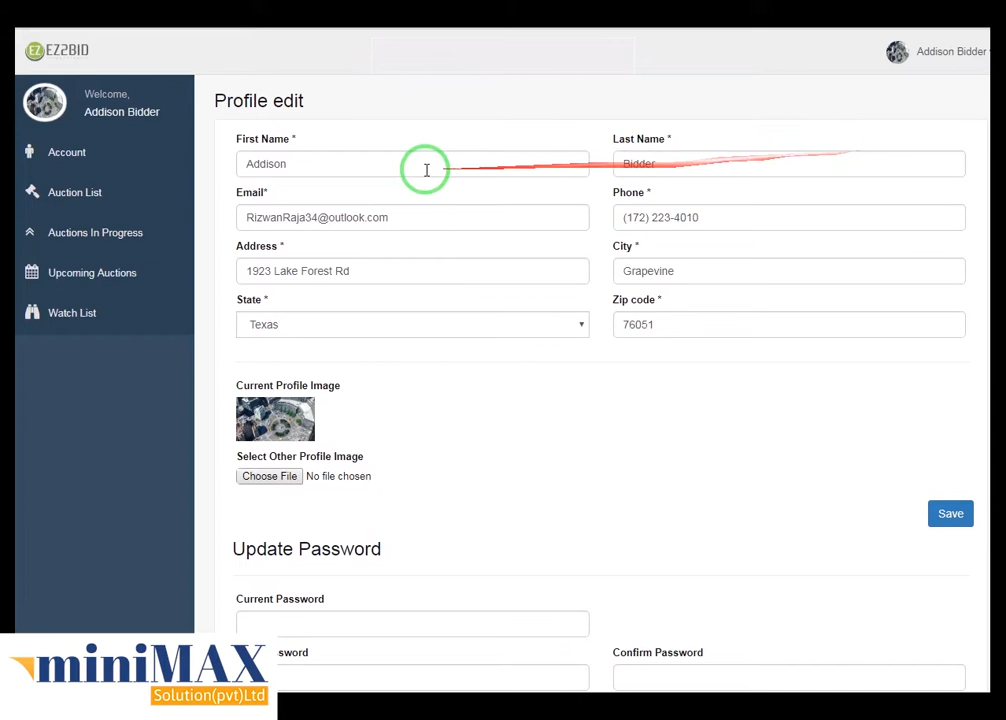 EZ EZ2BID
Addison Bidder
Welcome,
Addison Bidder
Account
Auction List
Auctions In Progress
Upcoming Auctions
Watch List
Profile edit
First Name * Last Name *
Addison Bidder
Email* Phone *
RizwanRaja34@outlook.com (172) 223-4010
Address * City *
1923 Lake Forest Rd Grapevine
State * Zip code *
Texas 76051
Current Profile Image
Select Other Profile Image
Choose File No file chosen
Save
Update Password
Current Password
ssword Confirm Password
miniMAX
Solution(pvt)Ltd